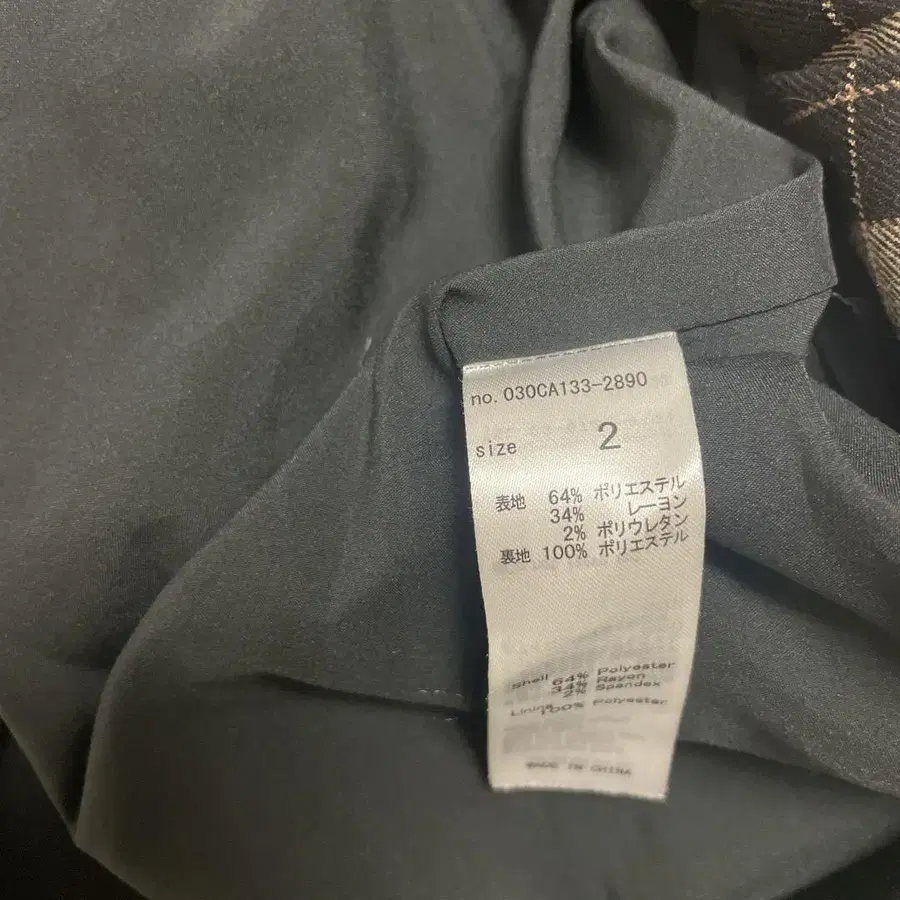 no. 030CA133-2890
size 2
表地 64% ポリエステル
34% レーヨン
2% ポリウレタン
裏地 100% ポリエステル
Shell 64% Polyester
34% Rayon
2% Spandex
Lining 100% Polyester
MADE IN CHINA